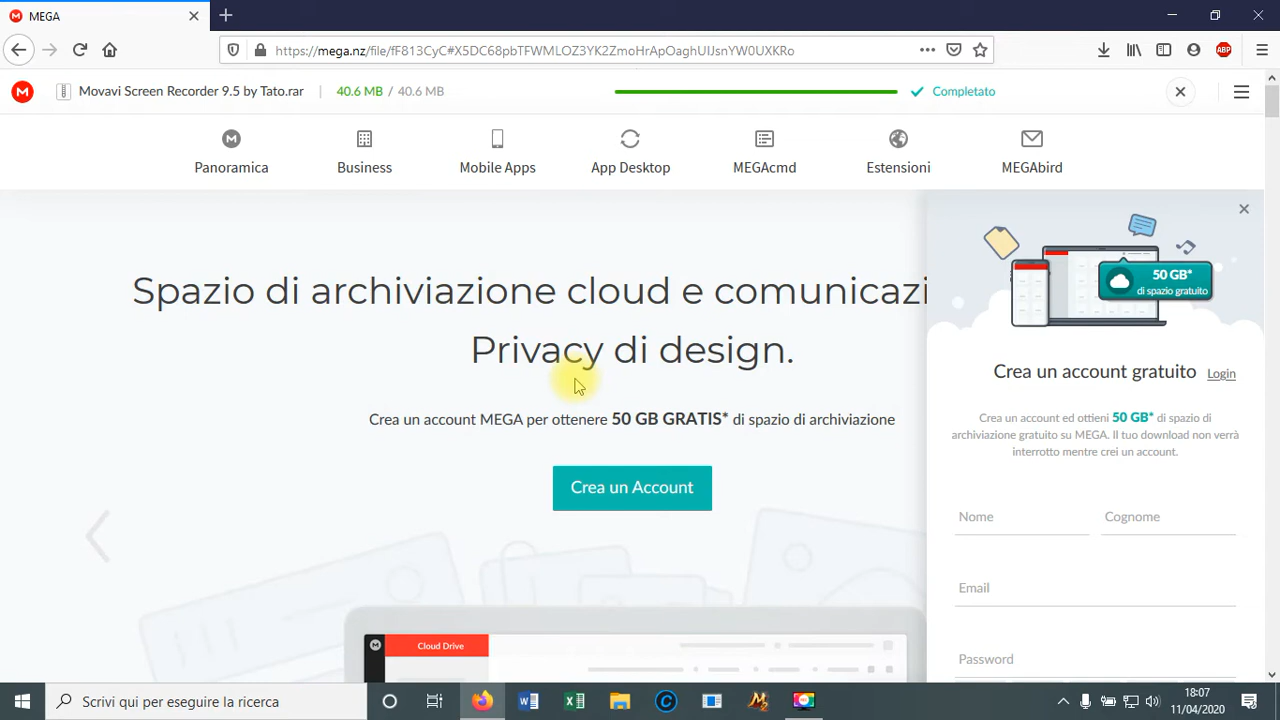 MEGA
https://mega.nz/file/fF813CyC#X5DC68pbTFWMLOZ3YK2ZmoHrApOaghUIJsnYW0UXKRo
ABP
Movavi Screen Recorder 9.5 by Tato.rar
40.6 MB / 40.6 MB
Completato
Panoramica
Business
Mobile Apps
App Desktop
MEGAcmd
Estensioni
MEGAbird
Spazio di archiviazione cloud e comunicazi
Privacy di design.
Crea un account MEGA per ottenere 50 GB GRATIS* di spazio di archiviazione
Crea un Account
Cloud Drive
50 GB*
di spazio gratuito
Crea un account gratuito
Login
Crea un account ed ottieni 50 GB* di spazio di
archiviazione gratuito su MEGA. Il tuo download non verrà
interrotto mentre crei un account.
Nome
Cognome
Email
Password
Scrivi qui per eseguire la ricerca
18:07
11/04/2020